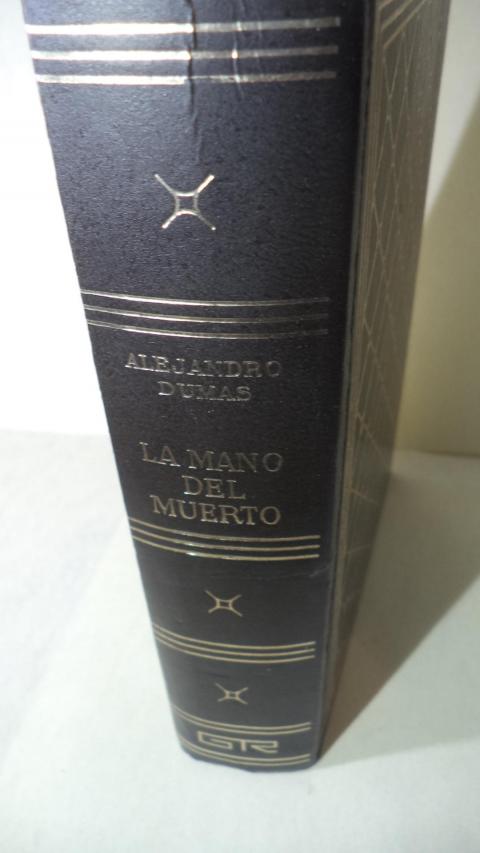 ALEJANDRO
DUMAS
LA MANO
DEL
MUERTO
GTR